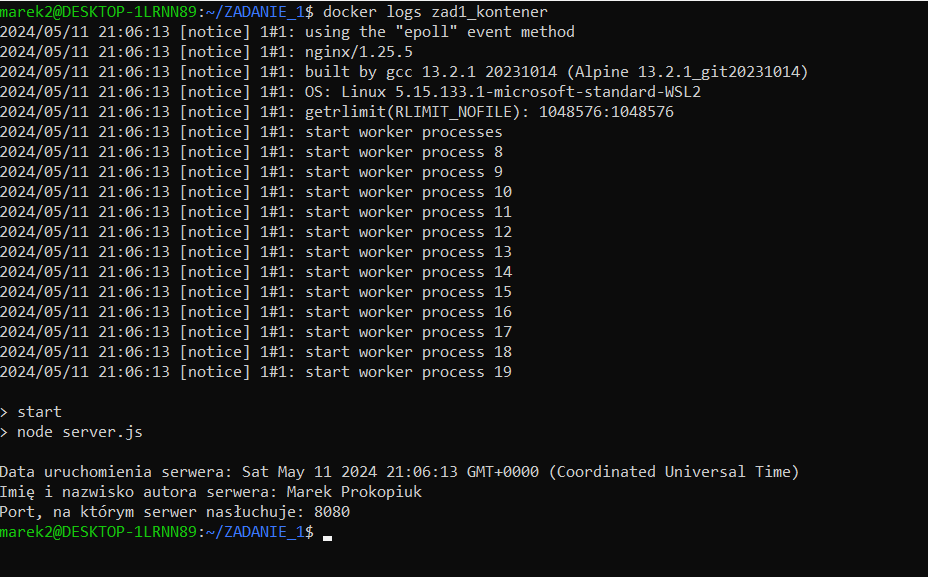 marek2@DESKTOP-1LRNN89:~/ZADANIE_1$ docker logs zad1_kontener
2024/05/11 21:06:13 [notice] 1#1: using the "epoll" event method
2024/05/11 21:06:13 [notice] 1#1: nginx/1.25.5
2024/05/11 21:06:13 [notice] 1#1: built by gcc 13.2.1 20231014 (Alpine 13.2.1_git20231014)
2024/05/11 21:06:13 [notice] 1#1: OS: Linux 5.15.133.1-microsoft-standard-WSL2
2024/05/11 21:06:13 [notice] 1#1: getrlimit(RLIMIT_NOFILE): 1048576:1048576
2024/05/11 21:06:13 [notice] 1#1: start worker processes
2024/05/11 21:06:13 [notice] 1#1: start worker process 8
2024/05/11 21:06:13 [notice] 1#1: start worker process 9
2024/05/11 21:06:13 [notice] 1#1: start worker process 10
2024/05/11 21:06:13 [notice] 1#1: start worker process 11
2024/05/11 21:06:13 [notice] 1#1: start worker process 12
2024/05/11 21:06:13 [notice] 1#1: start worker process 13
2024/05/11 21:06:13 [notice] 1#1: start worker process 14
2024/05/11 21:06:13 [notice] 1#1: start worker process 15
2024/05/11 21:06:13 [notice] 1#1: start worker process 16
2024/05/11 21:06:13 [notice] 1#1: start worker process 17
2024/05/11 21:06:13 [notice] 1#1: start worker process 18
2024/05/11 21:06:13 [notice] 1#1: start worker process 19
> start
> node server.js
Data uruchomienia serwera: Sat May 11 2024 21:06:13 GMT+0000 (Coordinated Universal Time)
Imię i nazwisko autora serwera: Marek Prokopiuk
Port, na którym serwer nasłuchuje: 8080
marek2@DESKTOP-1LRNN89:~/ZADANIE_1$